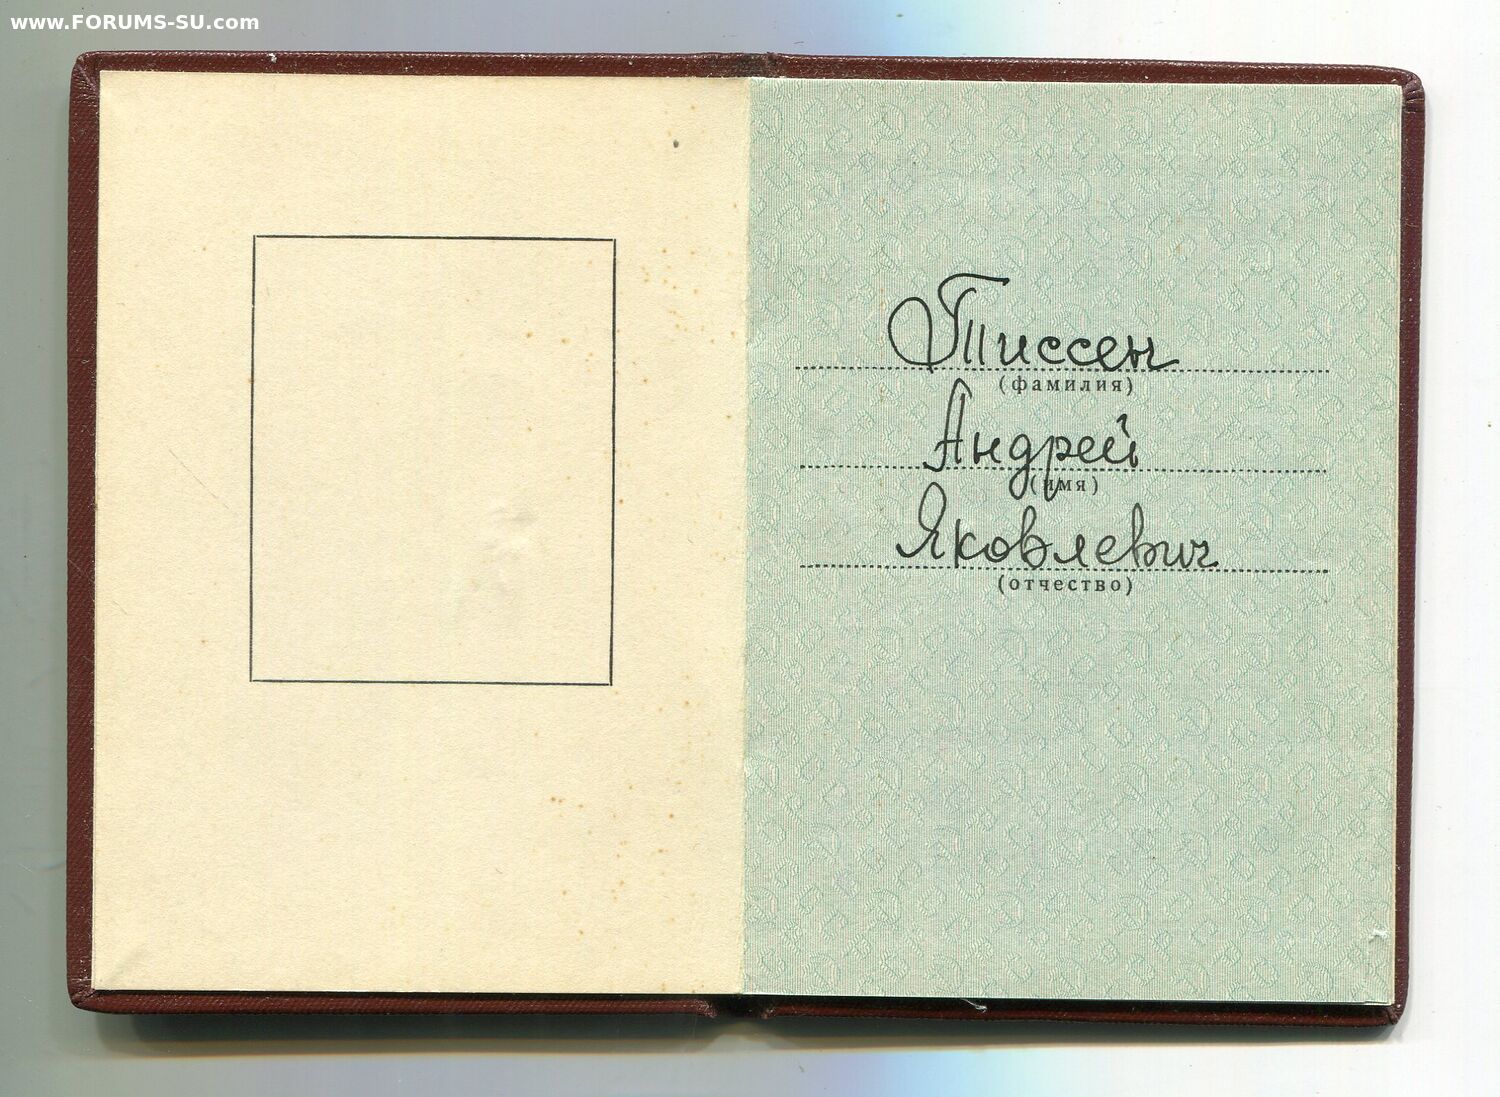 www.FORUMS-SU.com
Тиссен
(фамилия)
Андрей
(имя)
Яковлевич
(отчество)